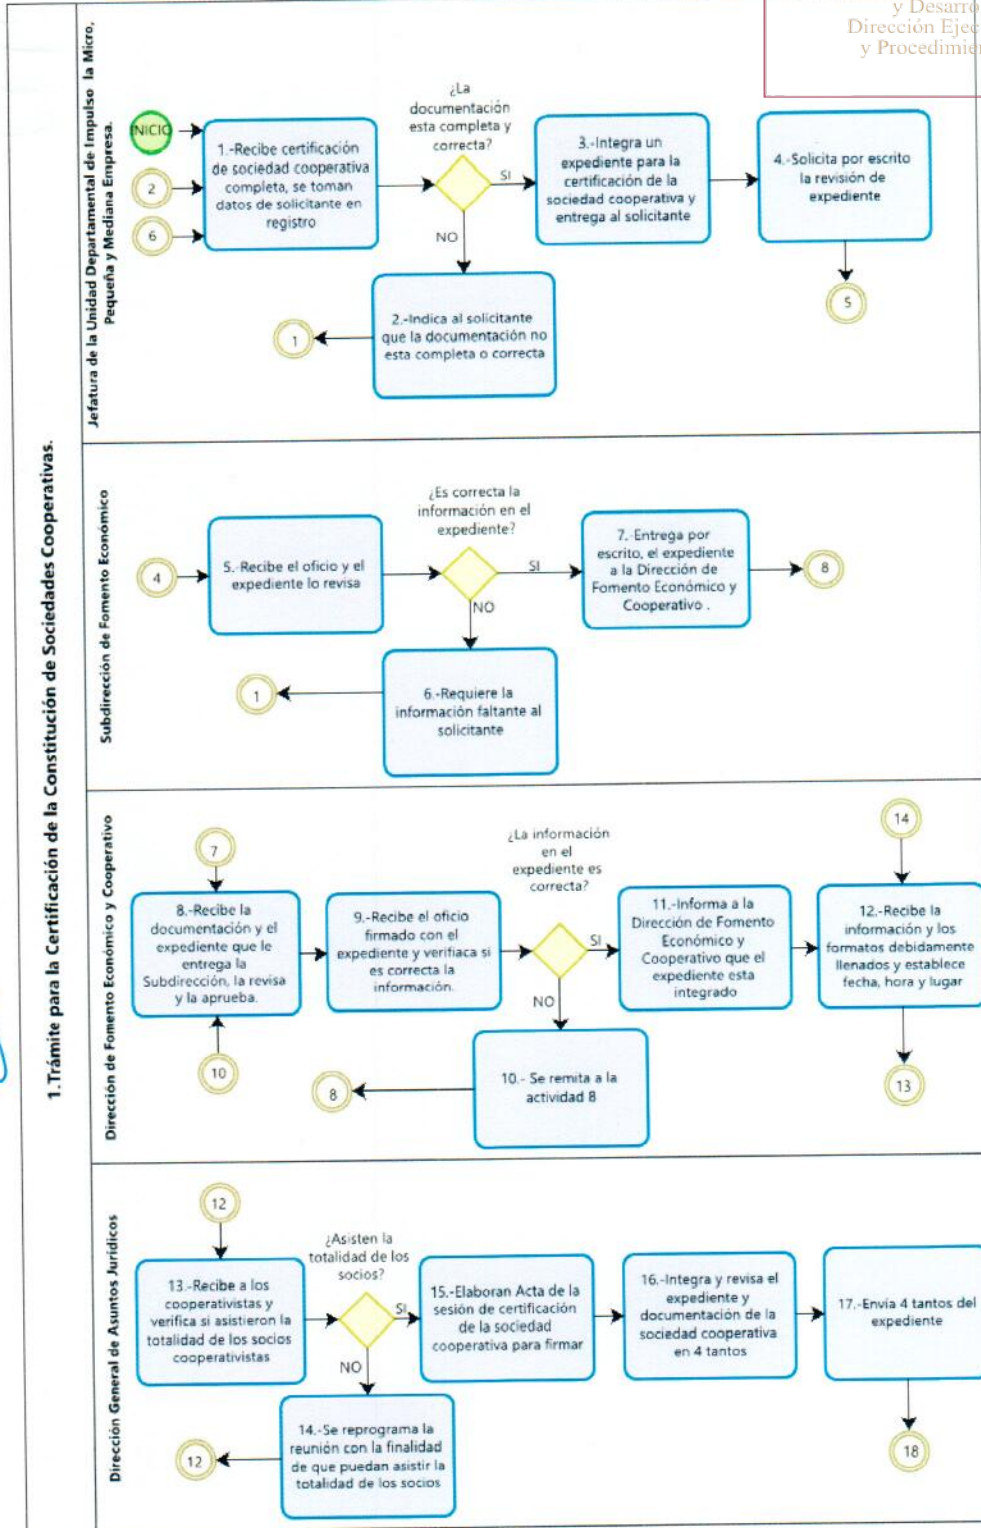 y Desarro
Dirección Ejec
y Procedimie
1.Trámite para la Certificación de la Constitución de Sociedades Cooperativas.
Jefatura de la Unidad Departamental de Impulso la Micro,
Pequeña y Mediana Empresa.
INICIO
2
6
1.-Recibe certificación
de sociedad cooperativa
completa, se toman
datos de solicitante en
registro
¿La
documentación
esta completa y
correcta?
SI
NO
3.-Integra un
expediente para la
certificación de la
sociedad cooperativa y
entrega al solicitante
4.-Solicita por escrito
la revisión de
expediente
5
2.-Indica al solicitante
que la documentación no
esta completa o correcta
1
Subdirección de Fomento Económico
4
5.-Recibe el oficio y el
expediente lo revisa
¿Es correcta la
información en el
expediente?
SI
NO
7.-Entrega por
escrito, el expediente
a la Dirección de
Fomento Económico y
Cooperativo .
8
6.-Requiere la
información faltante al
solicitante
1
Dirección de Fomento Económico y Cooperativo
7
8.-Recibe la
documentación y el
expediente que le
entrega la
Subdirección, la revisa
y la aprueba.
10
9.-Recibe el oficio
firmado con el
expediente y verifiaca si
es correcta la
información.
¿La información
en el
expediente es
correcta?
SI
NO
11.-Informa a la
Dirección de Fomento
Económico y
Cooperativo que el
expediente esta
integrado
14
12.-Recibe la
información y los
formatos debidamente
llenados y establece
fecha, hora y lugar
13
10.- Se remita a la
actividad 8
8
Dirección General de Asuntos Jurídicos
12
13.-Recibe a los
cooperativistas y
verifica si asistieron la
totalidad de los socios
cooperativistas
¿Asisten la
totalidad de los
socios?
SI
NO
15.-Elaboran Acta de la
sesión de certificación
de la sociedad
cooperativa para firmar
16.-Integra y revisa el
expediente y
documentación de la
sociedad cooperativa
en 4 tantos
17.-Envía 4 tantos del
expediente
18
14.-Se reprograma la
reunión con la finalidad
de que puedan asistir la
totalidad de los socios
12